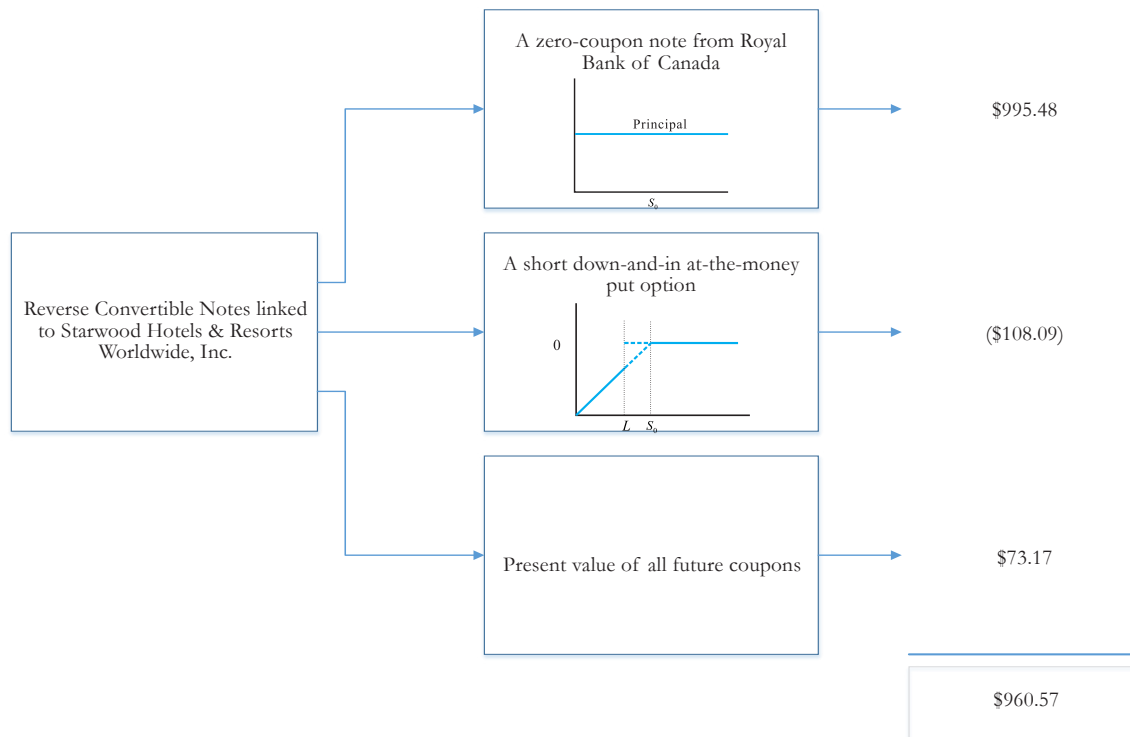 A zero-coupon note from Royal
Bank of Canada
Principal
S₀
$995.48
Reverse Convertible Notes linked
to Starwood Hotels & Resorts
Worldwide, Inc.
A short down-and-in at-the-money
put option
0
L S₀
($108.09)
Present value of all future coupons
$73.17
$960.57